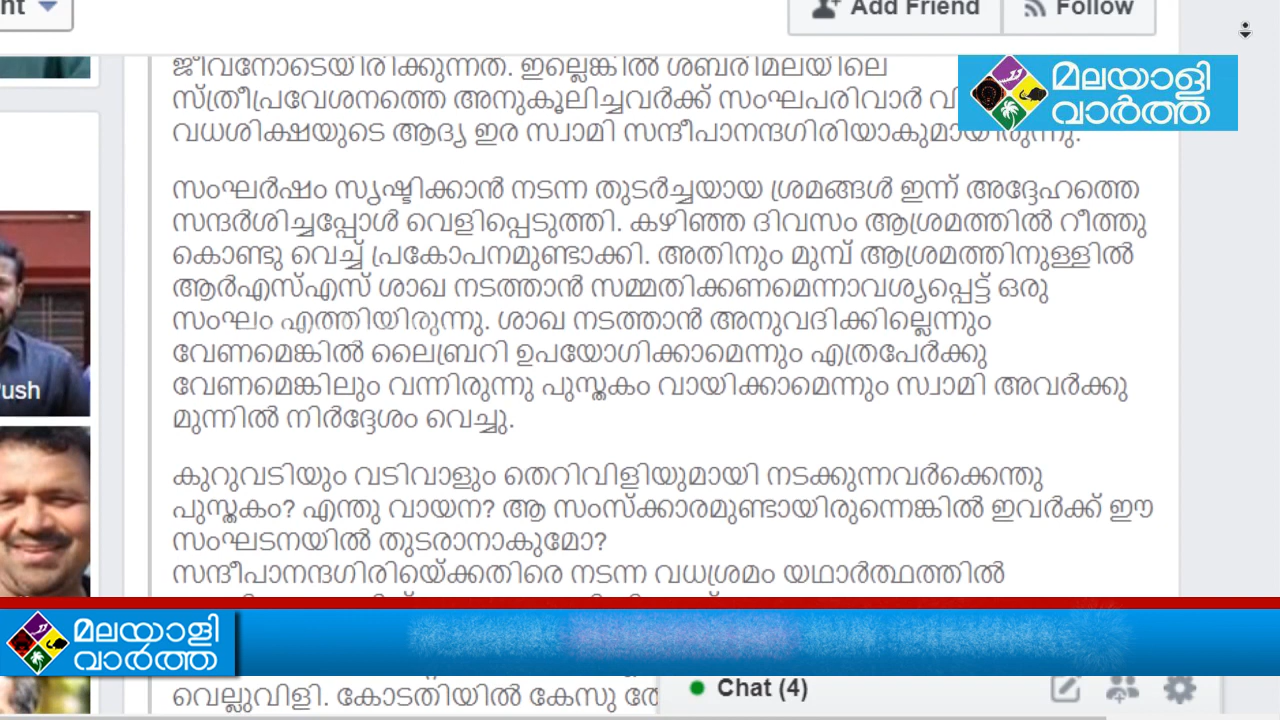 nt
Add Friend
Follow
ജീവനോടെയിരിക്കുന്നത്. ഇല്ലെങ്കിൽ ശബരിമലയിലെ
സ്ത്രീപ്രവേശനത്തെ അനുകൂലിച്ചവർക്ക് സംഘപരിവാർ
വധശിക്ഷയുടെ ആദ്യ ഇര സ്വാമി സന്ദീപാനന്ദഗിരിയാകുമായിരുന്നു.
മലയാളി
വാർത്ത
സംഘർഷം സൃഷ്ടിക്കാൻ നടന്ന തുടർച്ചയായ ശ്രമങ്ങൾ ഇന്ന് അദ്ദേഹത്തെ
സന്ദർശിച്ചപ്പോൾ വെളിപ്പെടുത്തി. കഴിഞ്ഞ ദിവസം ആശ്രമത്തിൽ റീത്തു
കൊണ്ടു വെച്ച് പ്രകോപനമുണ്ടാക്കി. അതിനും മുമ്പ് ആശ്രമത്തിനുള്ളിൽ
ആർഎസ്എസ് ശാഖ നടത്താൻ സമ്മതിക്കണമെന്നാവശ്യപ്പെട്ട് ഒരു
സംഘം എത്തിയിരുന്നു. ശാഖ നടത്താൻ അനുവദിക്കില്ലെന്നും
വേണമെങ്കിൽ ലൈബ്രറി ഉപയോഗിക്കാമെന്നും എത്രപേർക്കു
വേണമെങ്കിലും വന്നിരുന്നു പുസ്തകം വായിക്കാമെന്നും സ്വാമി അവർക്കു
മുന്നിൽ നിർദ്ദേശം വെച്ചു.
ush
കുറുവടിയും വടിവാളും തെറിവിളിയുമായി നടക്കുന്നവർക്കെന്തു
പുസ്തകം? എന്തു വായന? ആ സംസ്ക്കാരമുണ്ടായിരുന്നെങ്കിൽ ഇവർക്ക് ഈ
സംഘടനയിൽ തുടരാനാകുമോ?
സന്ദീപാനന്ദഗിരിയ്ക്കെതിരെ നടന്ന വധശ്രമം യഥാർത്ഥത്തിൽ
മലയാളി
വാർത്ത
വെല്ലുവിളി. കോടതിയിൽ കേസു
Chat (4)